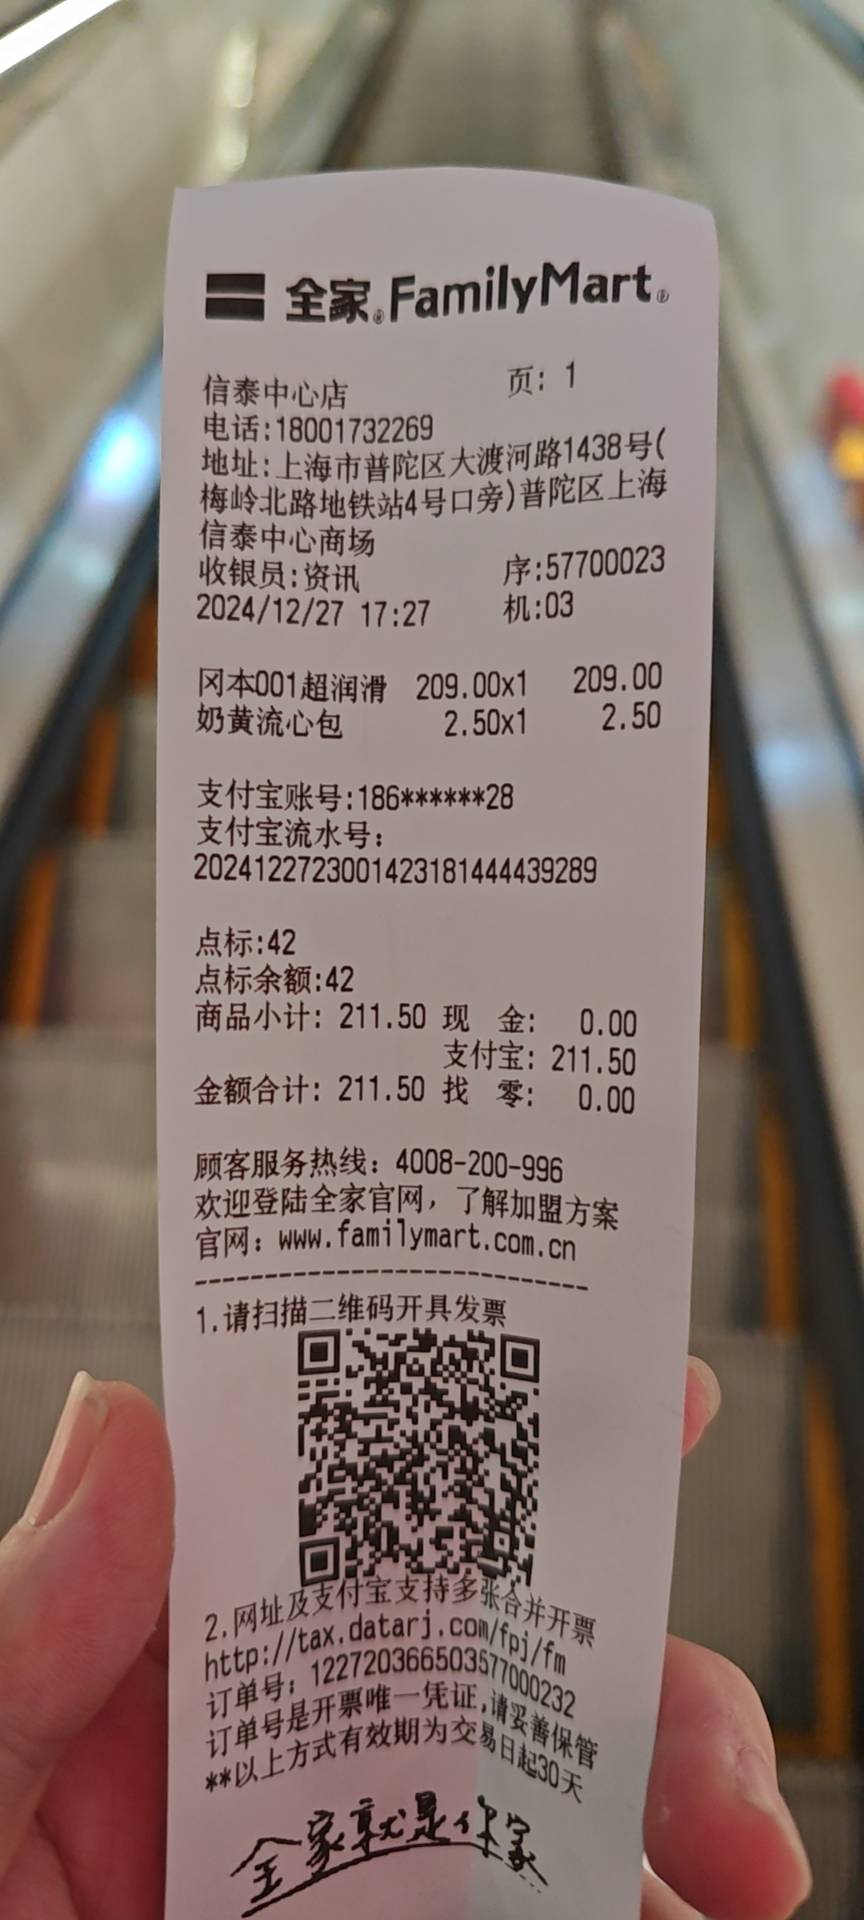 全家 FamilyMart
信泰中心店 页: 1
电话:18001732269
地址:上海市普陀区大渡河路1438号(
梅岭北路地铁站4号口旁)普陀区上海
信泰中心商场
收银员:资讯 序:57700023
2024/12/27 17:27 机:03
冈本001超润滑 209.00x1 209.00
奶黄流心包 2.50x1 2.50
支付宝账号:186******28
支付宝流水号:
2024122723001423181444439289
点标:42
点标余额:42
商品小计: 211.50 现 金: 0.00
支付宝: 211.50
金额合计: 211.50 找 零: 0.00
顾客服务热线: 4008-200-996
欢迎登陆全家官网，了解加盟方案
官网: www.familymart.com.cn
----------------------------
1.请扫描二维码开具发票
2.网址及支付宝支持多张合并开票
http://tax.datarj.com/fpj/fm
订单号: 122720366503577000232
订单号是开票唯一凭证,请妥善保管
**以上方式有效期为交易日起30天
全家就是你家